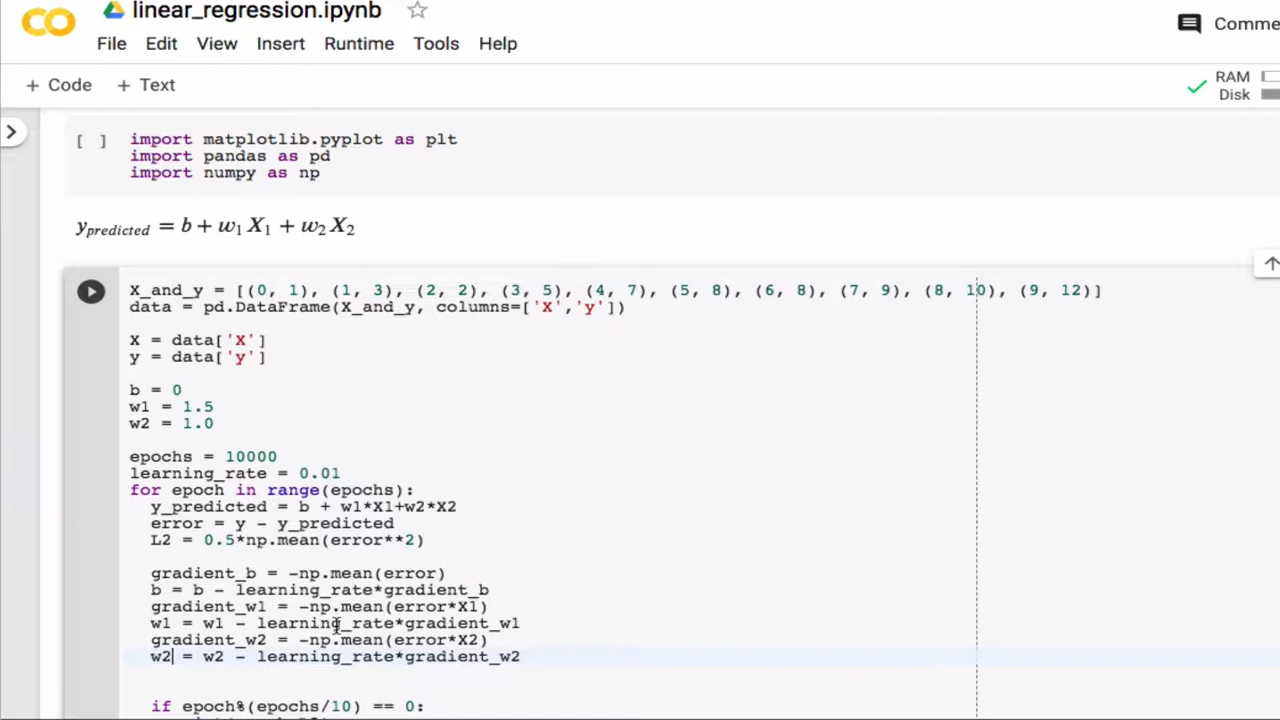 linear_regression.ipynb
Comme
File Edit View Insert Runtime Tools Help
+ Code + Text
RAM
Disk
[ ] import matplotlib.pyplot as plt
import pandas as pd
import numpy as np
y_predicted = b + w₁X₁ + w₂X₂
X_and_y = [(0, 1), (1, 3), (2, 2), (3, 5), (4, 7), (5, 8), (6, 8), (7, 9), (8, 10), (9, 12)]
data = pd.DataFrame(X_and_y, columns=['X','y'])
X = data['X']
y = data['y']
b = 0
w1 = 1.5
w2 = 1.0
epochs = 10000
learning_rate = 0.01
for epoch in range(epochs):
y_predicted = b + w1*X1+w2*X2
error = y - y_predicted
L2 = 0.5*np.mean(error**2)
gradient_b = -np.mean(error)
b = b - learning_rate*gradient_b
gradient_w1 = -np.mean(error*X1)
w1 = w1 - learning_rate*gradient_w1
gradient_w2 = -np.mean(error*X2)
w2 = w2 - learning_rate*gradient_w2
if epoch%(epochs/10) == 0: